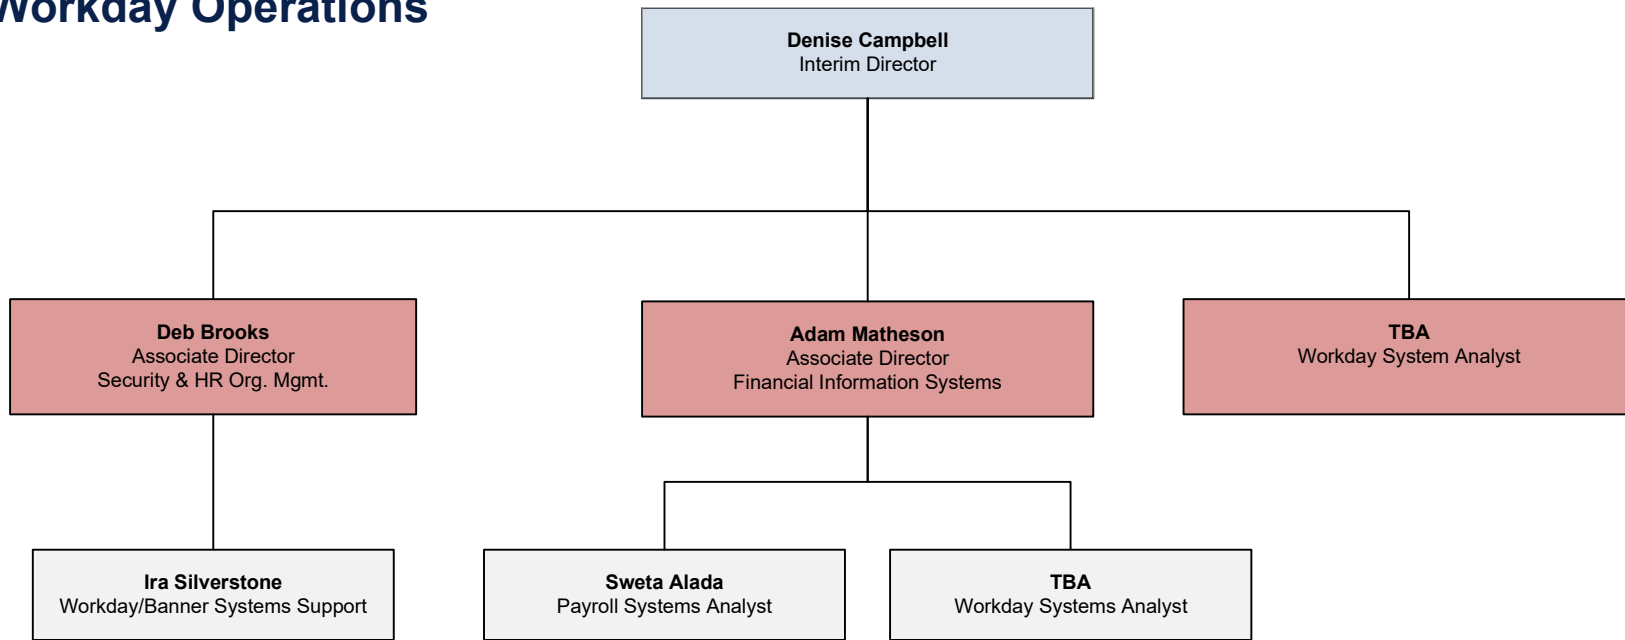 Workday Operations
Denise Campbell
Interim Director
Deb Brooks
Associate Director
Security & HR Org. Mgmt.
Adam Matheson
Associate Director
Financial Information Systems
TBA
Workday System Analyst
Ira Silverstone
Workday/Banner Systems Support
Sweta Alada
Payroll Systems Analyst
TBA
Workday Systems Analyst